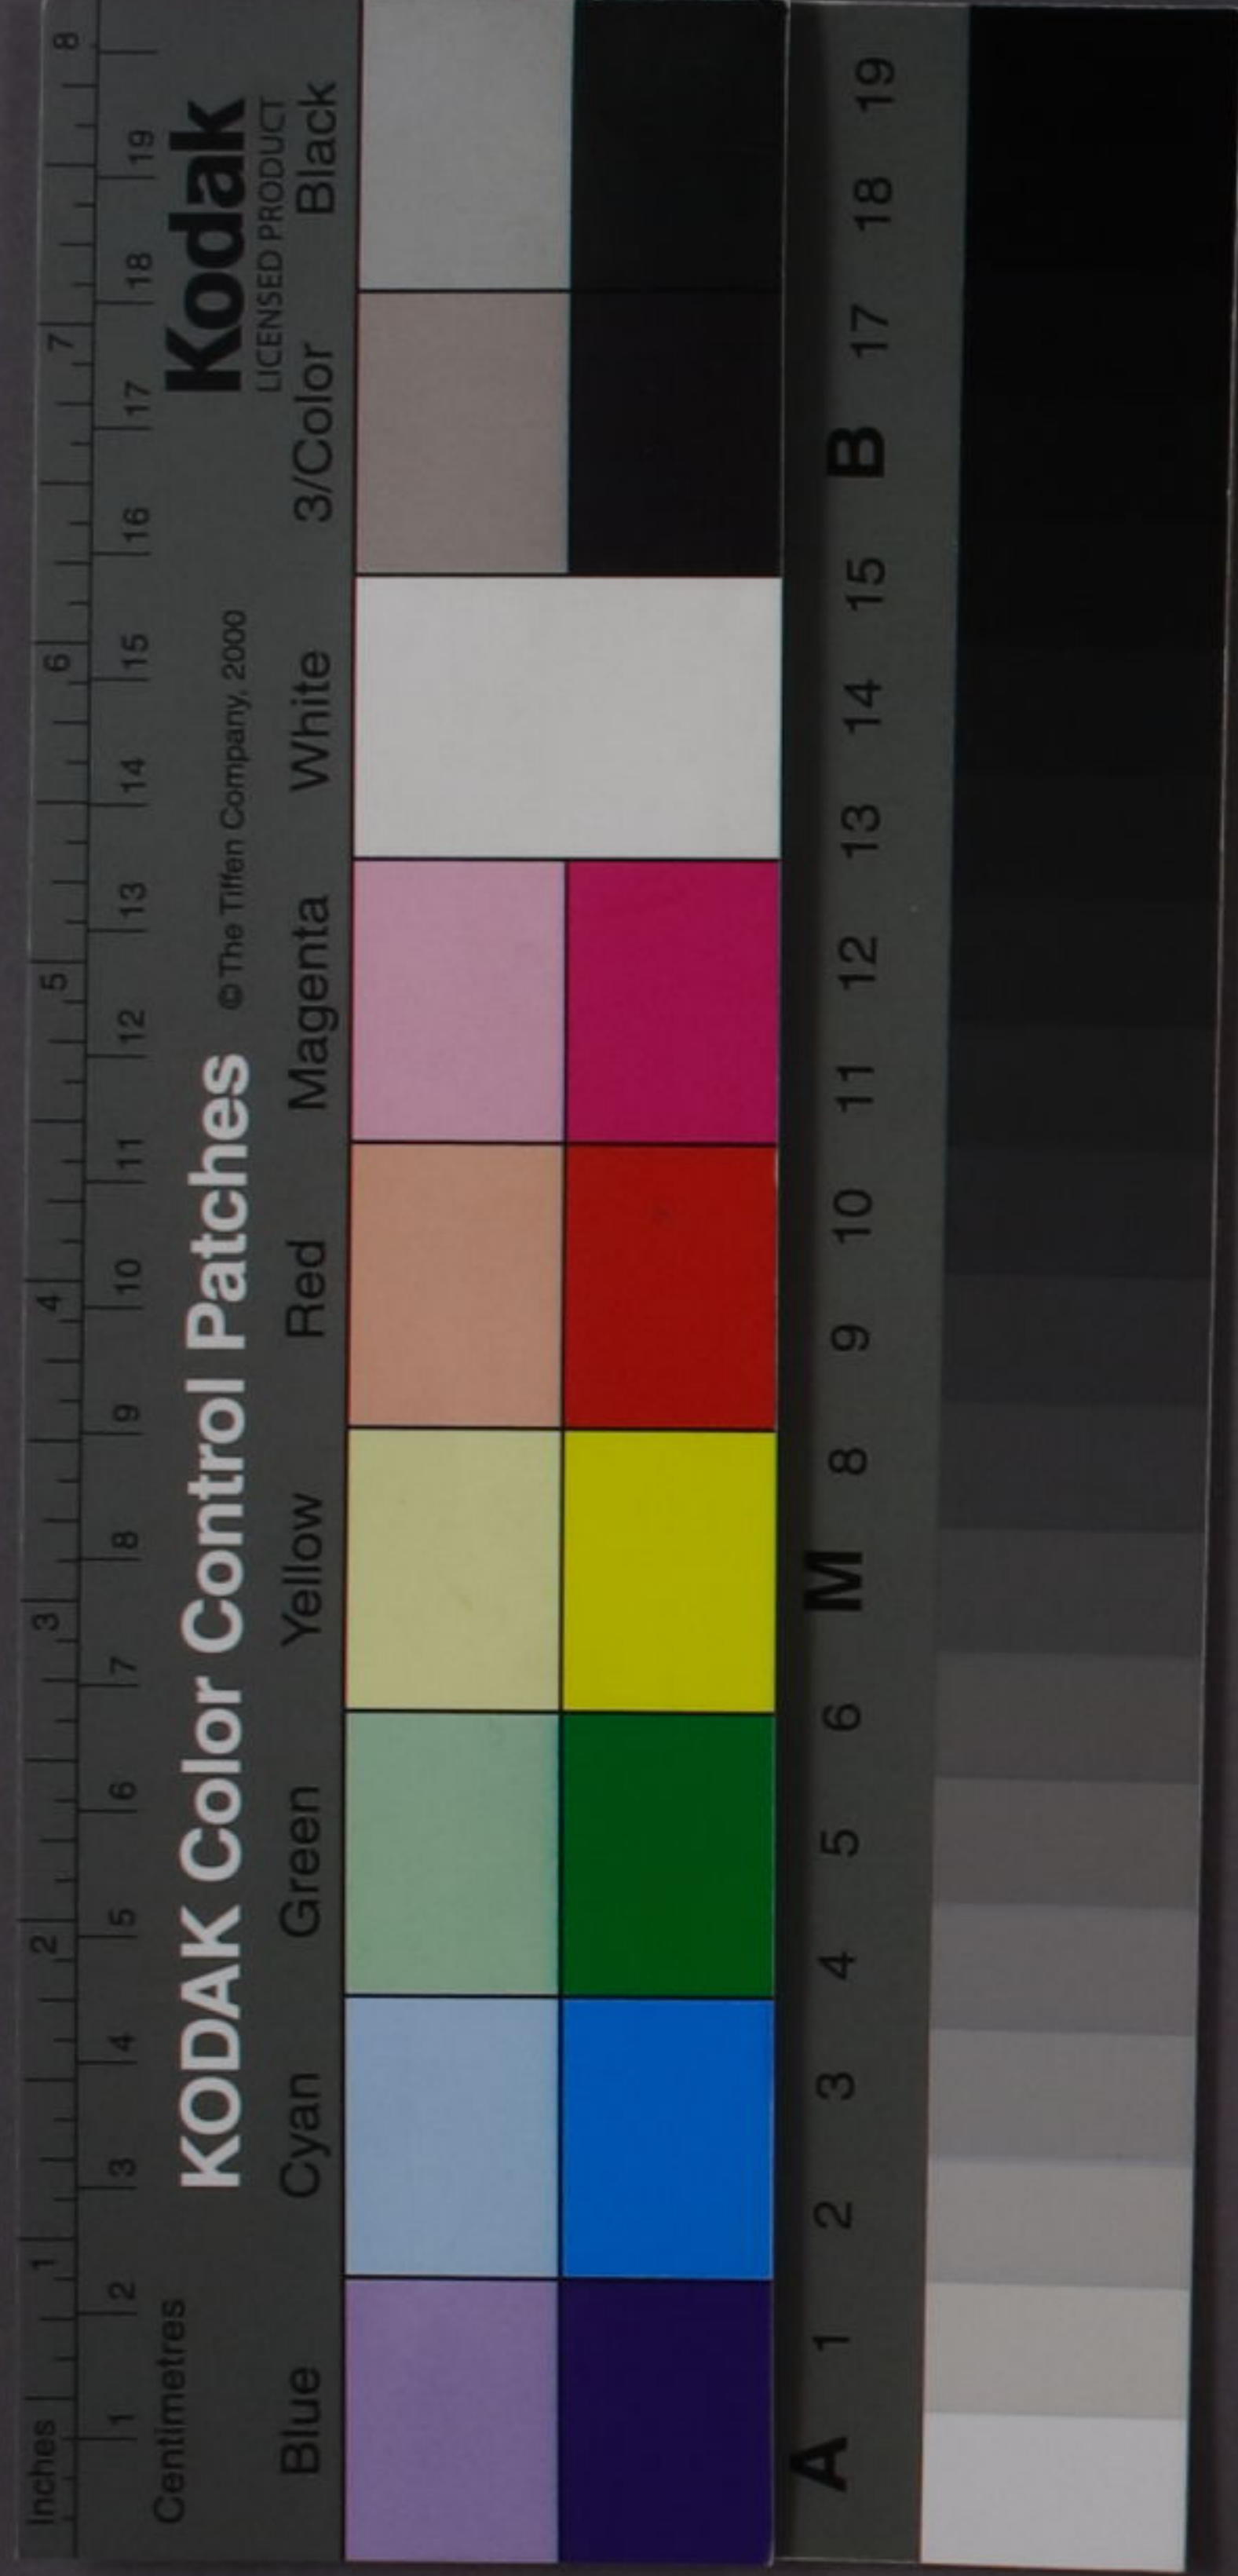 Inches 1 2 3 4 5 6 7 8
Centimetres 1 2 3 4 5 6 7 8 9 10 11 12 13 14 15 16 17 18 19
KODAK Color Control Patches © The Tiffen Company, 2000 Kodak
LICENSED PRODUCT
Blue Cyan Green Yellow Red Magenta White 3/Color Black
A 1 2 3 4 5 6 M 8 9 10 11 12 13 14 15 B 17 18 19